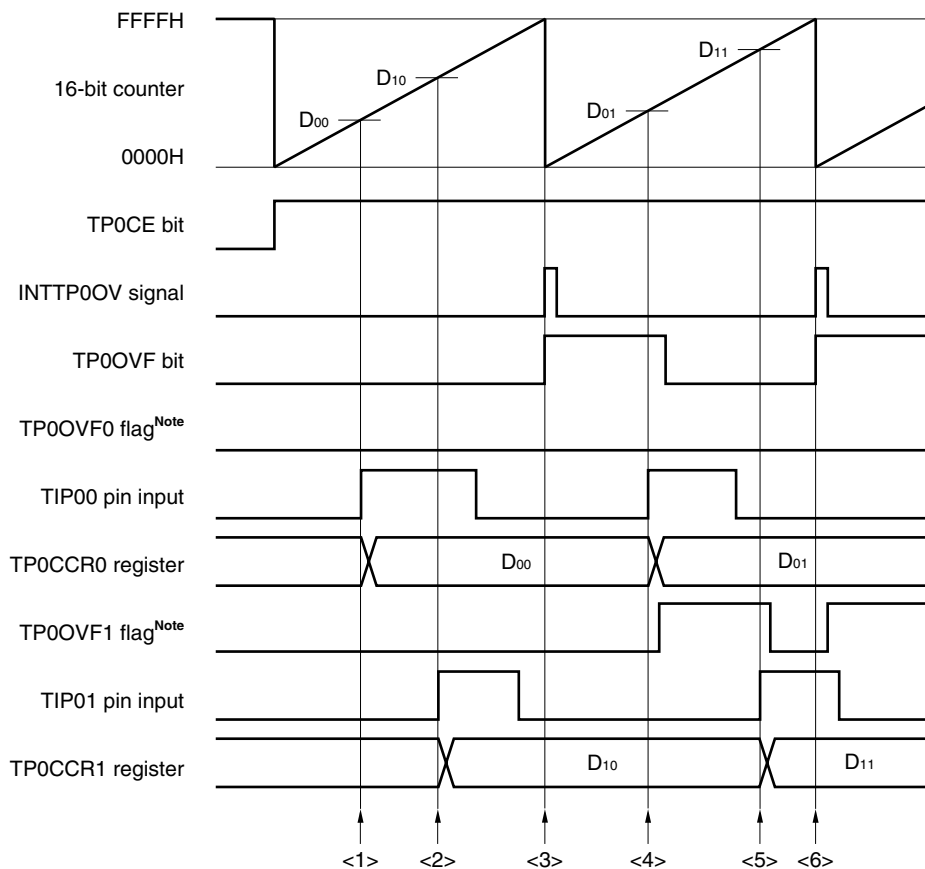 FFFFH
D11
D10
16-bit counter
D01
D00
0000H
TP0CE bit
INTTP0OV signal
TP0OVF bit
TP0OVF0 flagNote
TIP00 pin input
TP0CCR0 register D00 D01
TP0OVF1 flagNote
TIP01 pin input
TP0CCR1 register D10 D11
<1> <2> <3> <4> <5> <6>